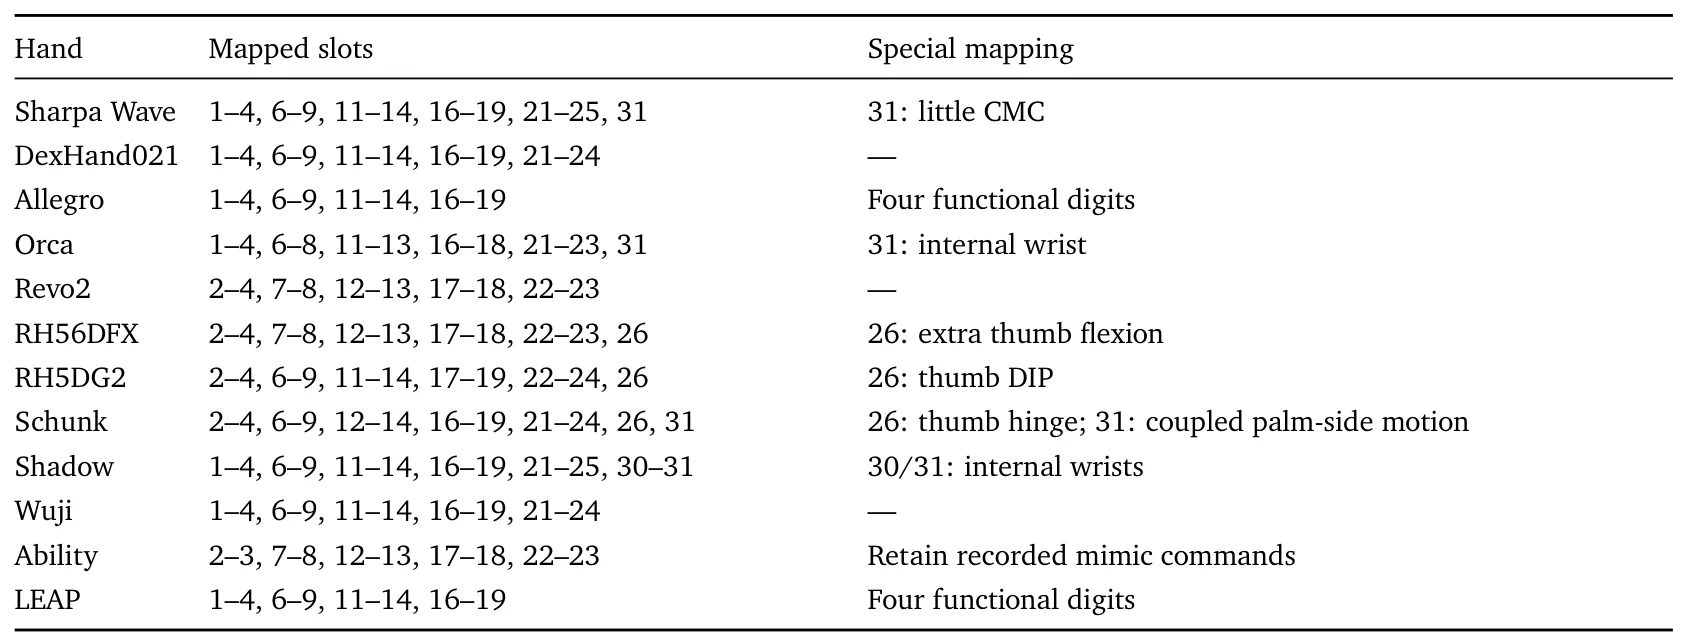 Hand Mapped slots Special mapping
Sharpa Wave 1–4, 6–9, 11–14, 16–19, 21–25, 31 31: little CMC
DexHand021 1–4, 6–9, 11–14, 16–19, 21–24 —
Allegro 1–4, 6–9, 11–14, 16–19 Four functional digits
Orca 1–4, 6–8, 11–13, 16–18, 21–23, 31 31: internal wrist
Revo2 2–4, 7–8, 12–13, 17–18, 22–23 —
RH56DFX 2–4, 7–8, 12–13, 17–18, 22–23, 26 26: extra thumb flexion
RH5DG2 2–4, 6–9, 11–14, 17–19, 22–24, 26 26: thumb DIP
Schunk 2–4, 6–9, 12–14, 16–19, 21–24, 26, 31 26: thumb hinge; 31: coupled palm-side motion
Shadow 1–4, 6–9, 11–14, 16–19, 21–25, 30–31 30/31: internal wrists
Wuji 1–4, 6–9, 11–14, 16–19, 21–24 —
Ability 2–3, 7–8, 12–13, 17–18, 22–23 Retain recorded mimic commands
LEAP 1–4, 6–9, 11–14, 16–19 Four functional digits